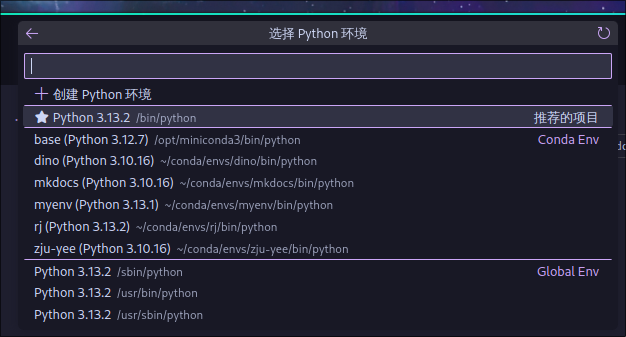 选择 Python 环境
创建 Python 环境
Python 3.13.2 /bin/python 推荐的项目
base (Python 3.12.7) /opt/miniconda3/bin/python Conda Env
dino (Python 3.10.16) ~/conda/envs/dino/bin/python
mkdocs (Python 3.10.16) ~/conda/envs/mkdocs/bin/python
myenv (Python 3.13.1) ~/conda/envs/myenv/bin/python
rj (Python 3.13.2) ~/conda/envs/rj/bin/python
zju-yee (Python 3.10.16) ~/conda/envs/zju-yee/bin/python
Python 3.13.2 /sbin/python Global Env
Python 3.13.2 /usr/bin/python
Python 3.13.2 /usr/sbin/python